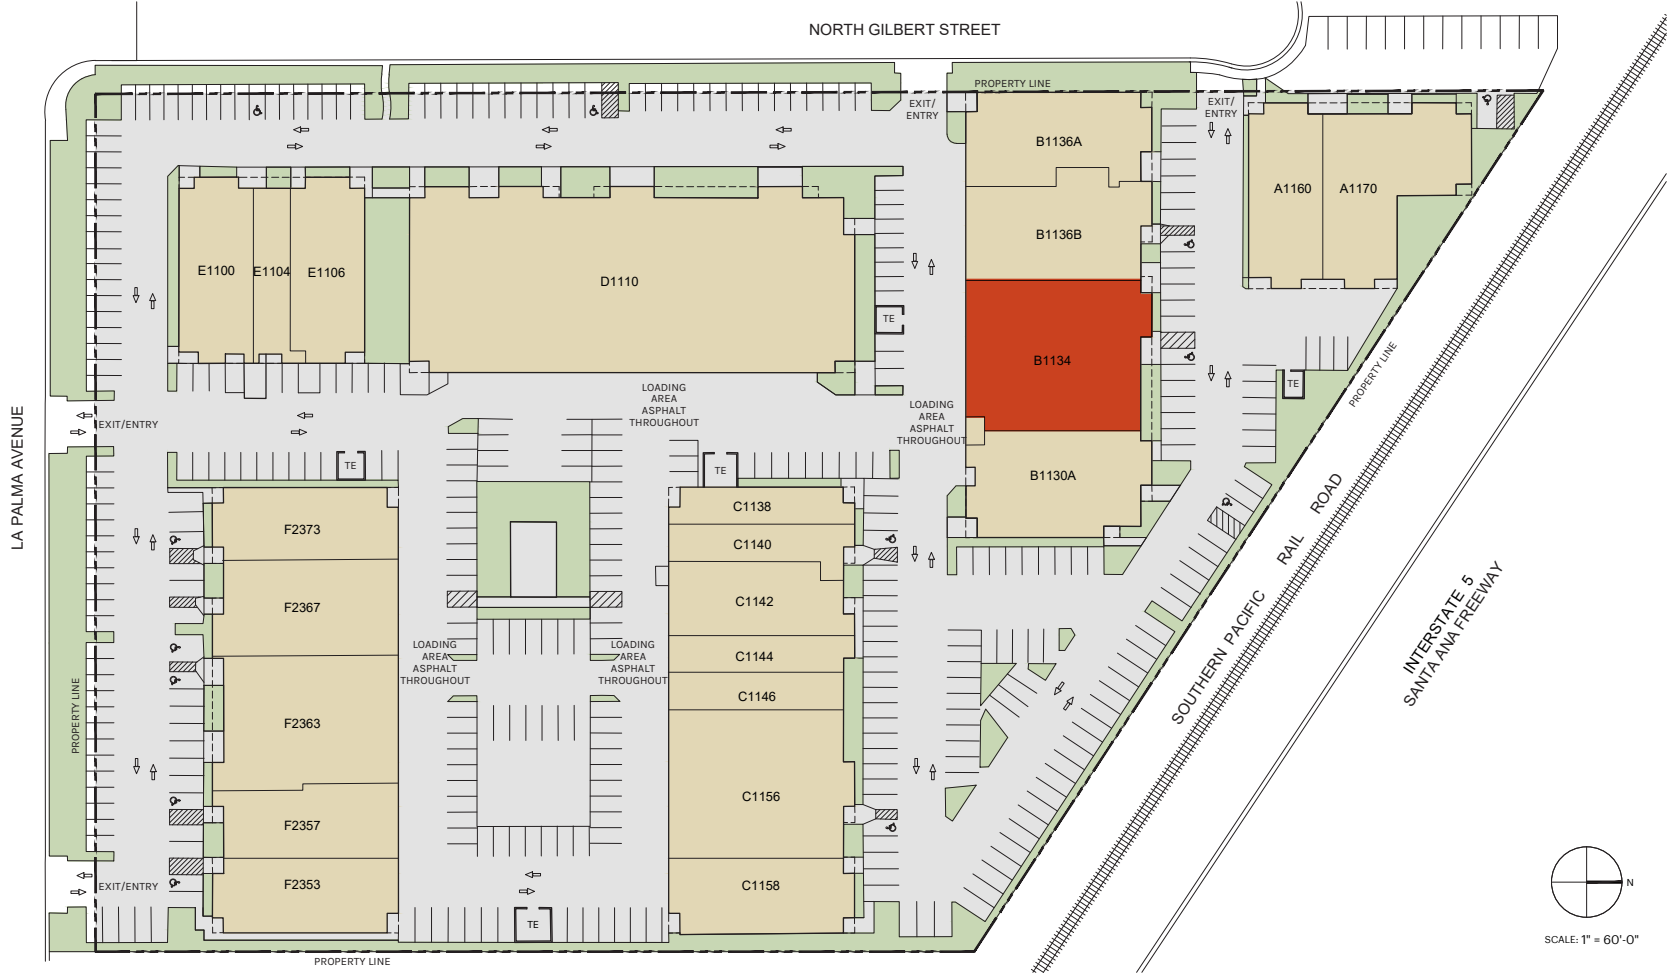 NORTH GILBERT STREET
PROPERTY LINE
EXIT/
ENTRY
EXIT/
ENTRY
B1136A
A1160
A1170
B1136B
E1100
E1104
E1106
D1110
TE
B1134
TE
PROPERTY LINE
LOADING
AREA
ASPHALT
THROUGHOUT
LOADING
AREA
ASPHALT
THROUGHOUT
LA PALMA AVENUE
EXIT/ENTRY
TE
TE
B1130A
C1138
F2373
C1140
F2367
C1142
C1144
C1146
LOADING
AREA
ASPHALT
THROUGHOUT
LOADING
AREA
ASPHALT
THROUGHOUT
SOUTHERN PACIFIC RAIL ROAD
INTERSTATE 5
SANTA ANA FREEWAY
PROPERTY LINE
F2363
C1156
F2357
F2353
C1158
EXIT/ENTRY
TE
N
SCALE: 1" = 60'-0"
PROPERTY LINE